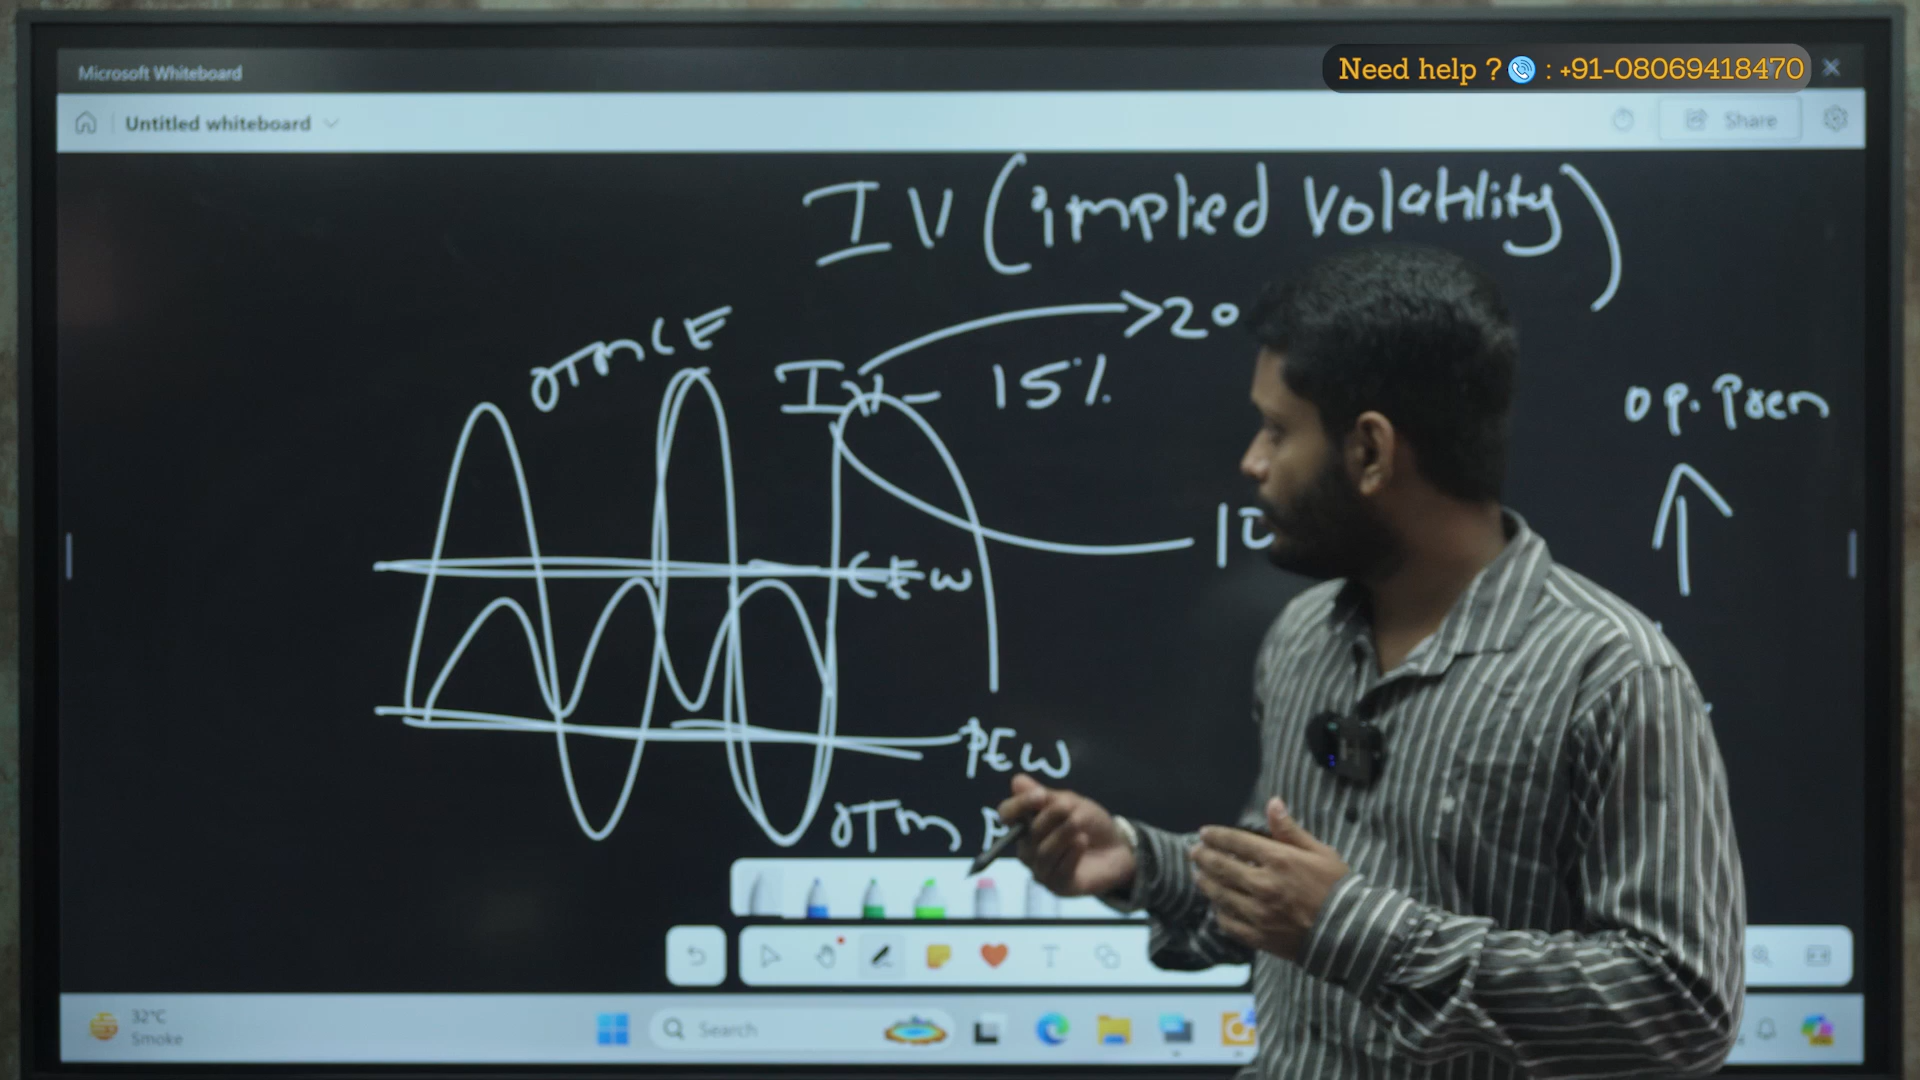 Microsoft Whiteboard
Need help ? : +91-08069418470
Untitled whiteboard
Share
IV (implied Volatility)
20
OTM CE
IV - 15%
op. Prem
10
CEW
PEW
OTM P
T
32°C
Smoke
Search